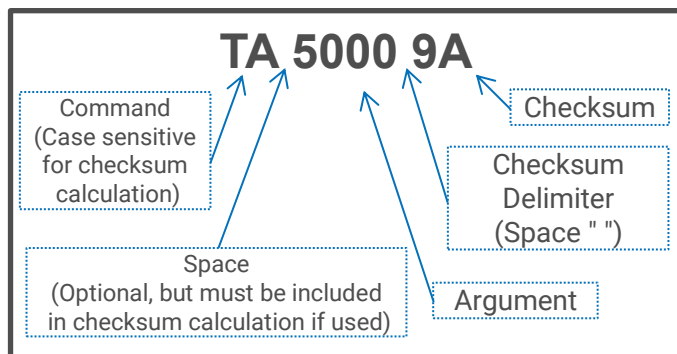 TA 5000 9A
Command
(Case sensitive
for checksum
calculation)
Checksum
Checksum
Delimiter
(Space " ")
Space
(Optional, but must be included
in checksum calculation if used)
Argument